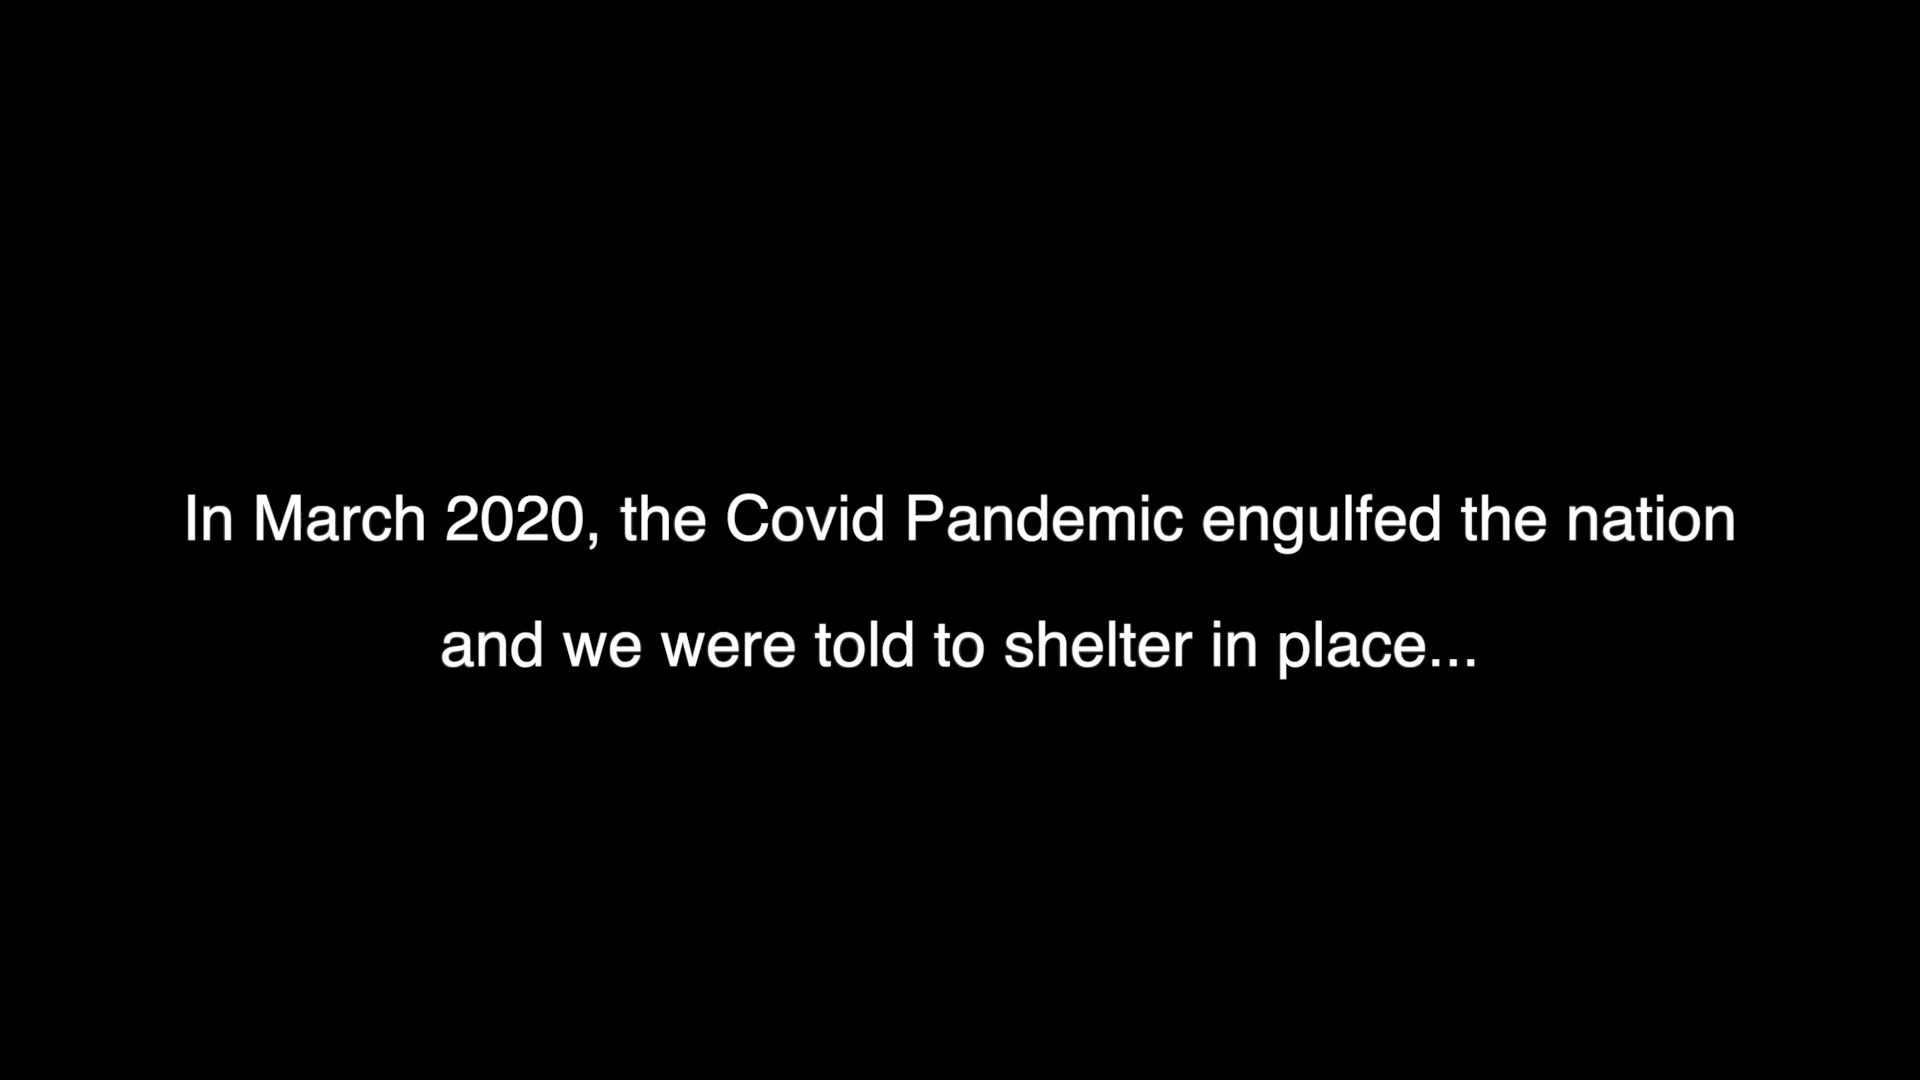 In March 2020, the Covid Pandemic engulfed the nation
and we were told to shelter in place...